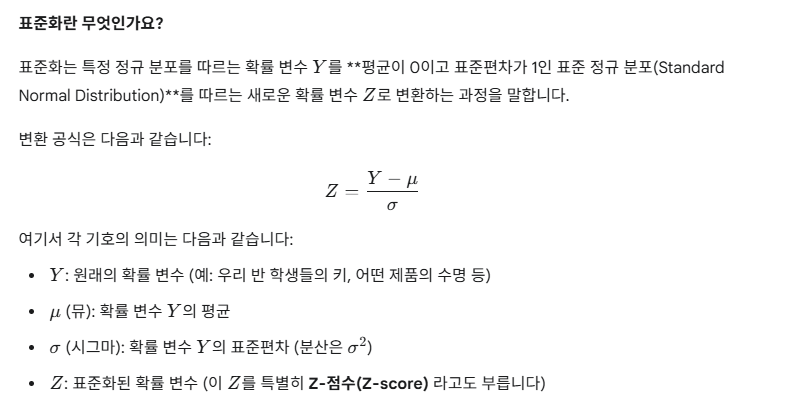 표준화란 무엇인가요?
표준화는 특정 정규 분포를 따르는 확률 변수 Y를 **평균이 0이고 표준편차가 1인 표준 정규 분포(Standard
Normal Distribution)**를 따르는 새로운 확률 변수 Z로 변환하는 과정을 말합니다.
변환 공식은 다음과 같습니다:
Z = \frac{Y - μ}{σ}
여기서 각 기호의 의미는 다음과 같습니다:
• Y: 원래의 확률 변수 (예: 우리 반 학생들의 키, 어떤 제품의 수명 등)
• μ (뮤): 확률 변수 Y의 평균
• σ (시그마): 확률 변수 Y의 표준편차 (분산은 σ²)
• Z: 표준화된 확률 변수 (이 Z를 특별히 Z-점수(Z-score) 라고도 부릅니다)